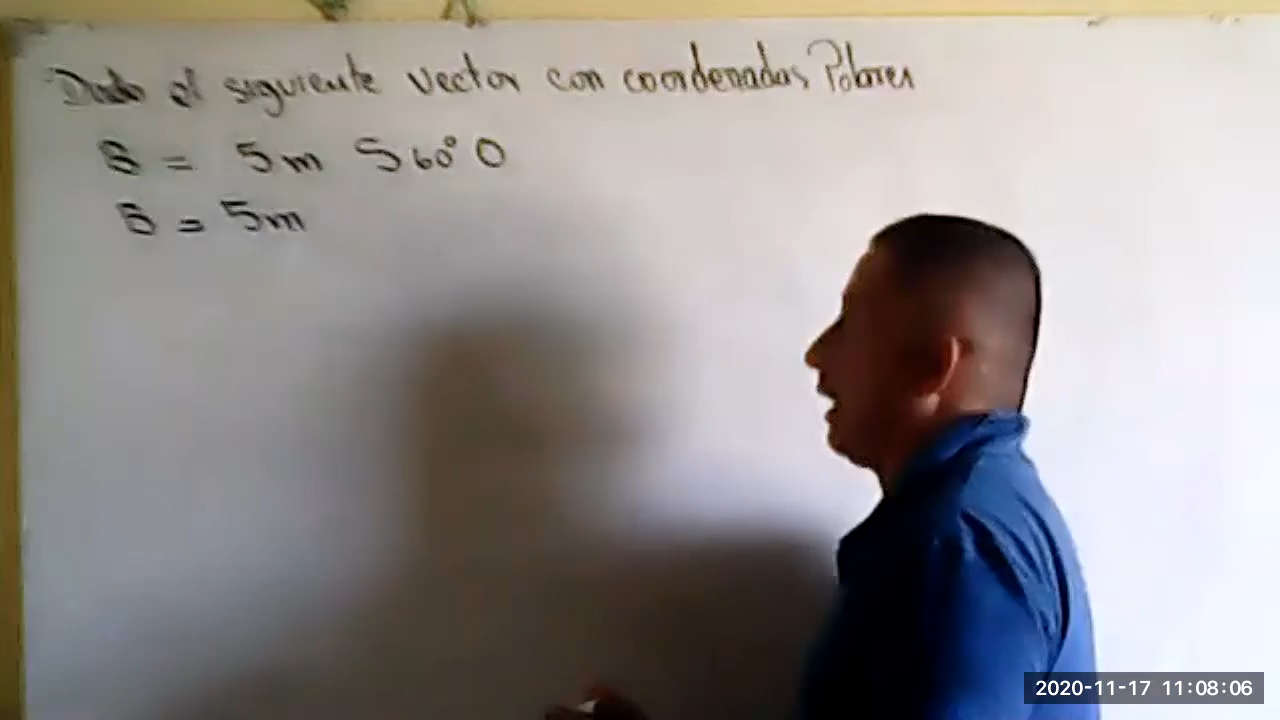 Dado el siguiente vector con coordenadas Polares
B = 5m S60° O
B = 5m
2020-11-17 11:08:06